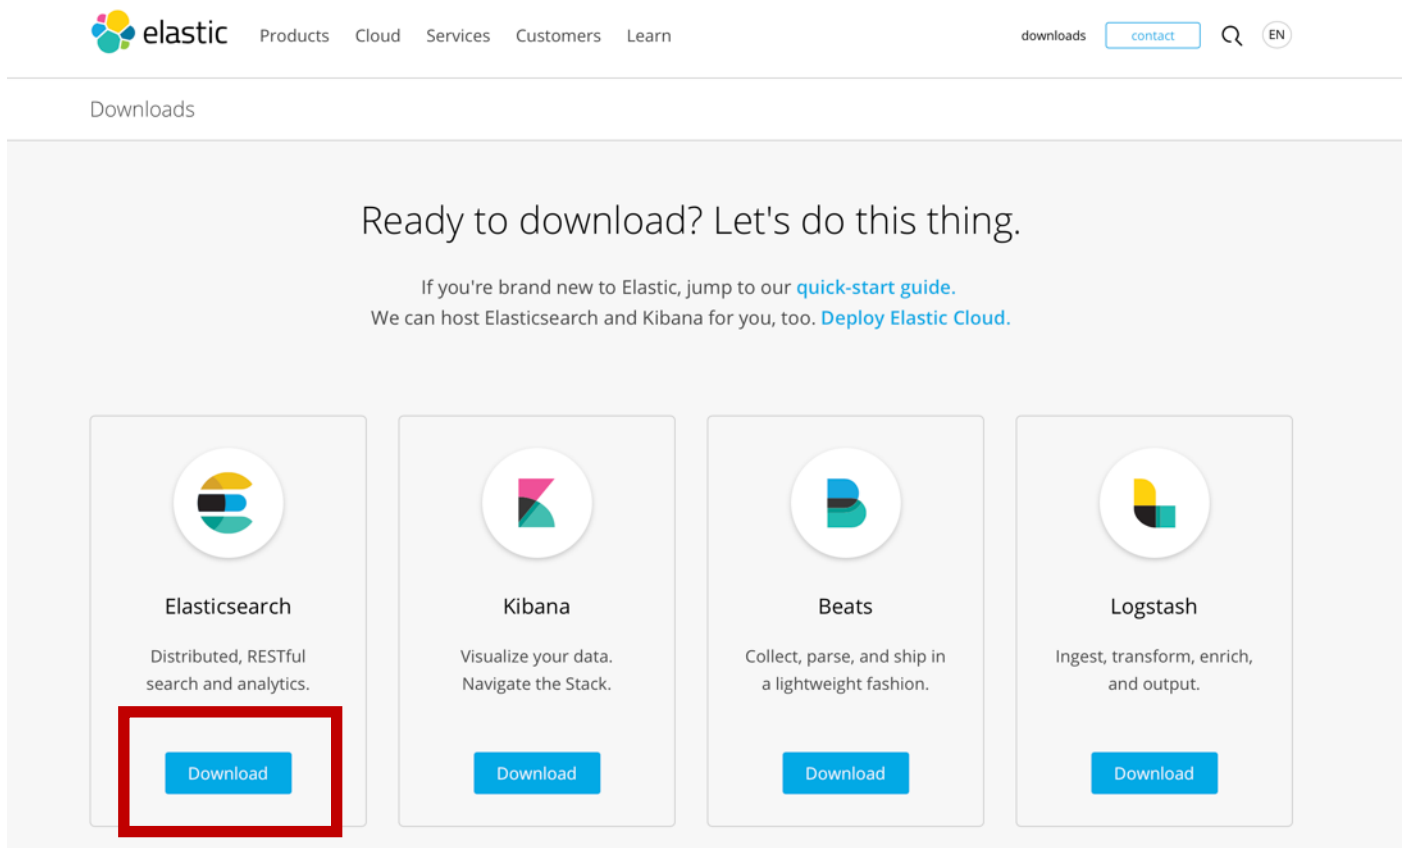 elastic Products Cloud Services Customers Learn downloads contact EN
Downloads
Ready to download? Let's do this thing.
If you're brand new to Elastic, jump to our quick-start guide.
We can host Elasticsearch and Kibana for you, too. Deploy Elastic Cloud.
Elasticsearch
Distributed, RESTful
search and analytics.
Download
Kibana
Visualize your data.
Navigate the Stack.
Download
Beats
Collect, parse, and ship in
a lightweight fashion.
Download
Logstash
Ingest, transform, enrich,
and output.
Download